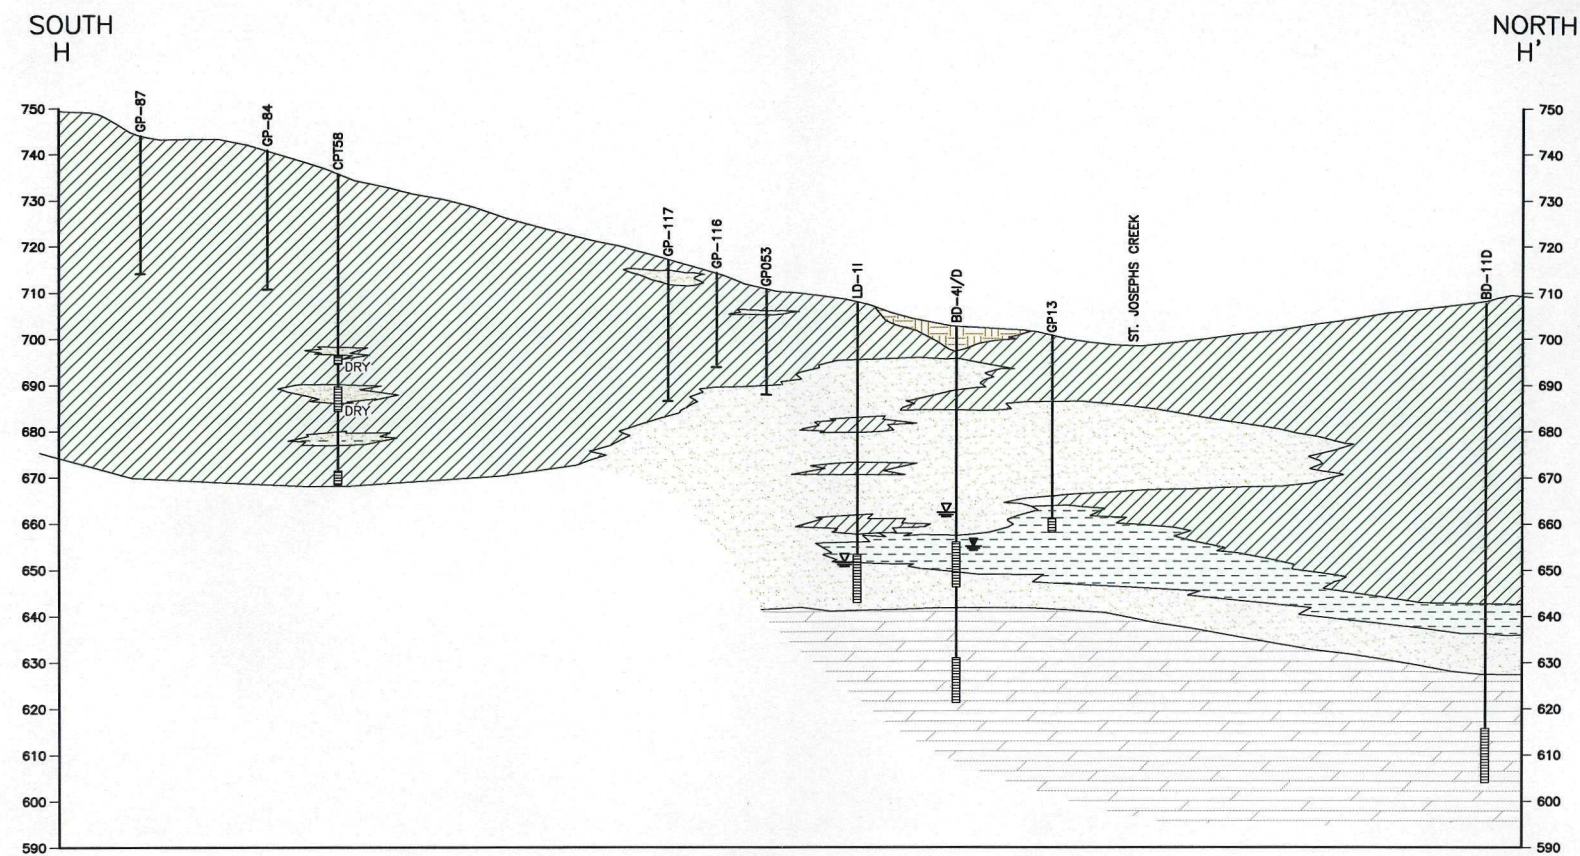 SOUTH
H
NORTH
H'
750
740
730
720
710
700
690
680
670
660
650
640
630
620
610
600
590
GP-87
GP-84
CPT58
DRY
DRY
GP-117
GP-116
GP053
LD-1I
BD-4I/D
GP13
ST. JOSEPHS CREEK
BD-11D
750
740
730
720
710
700
690
680
670
660
650
640
630
620
610
600
590